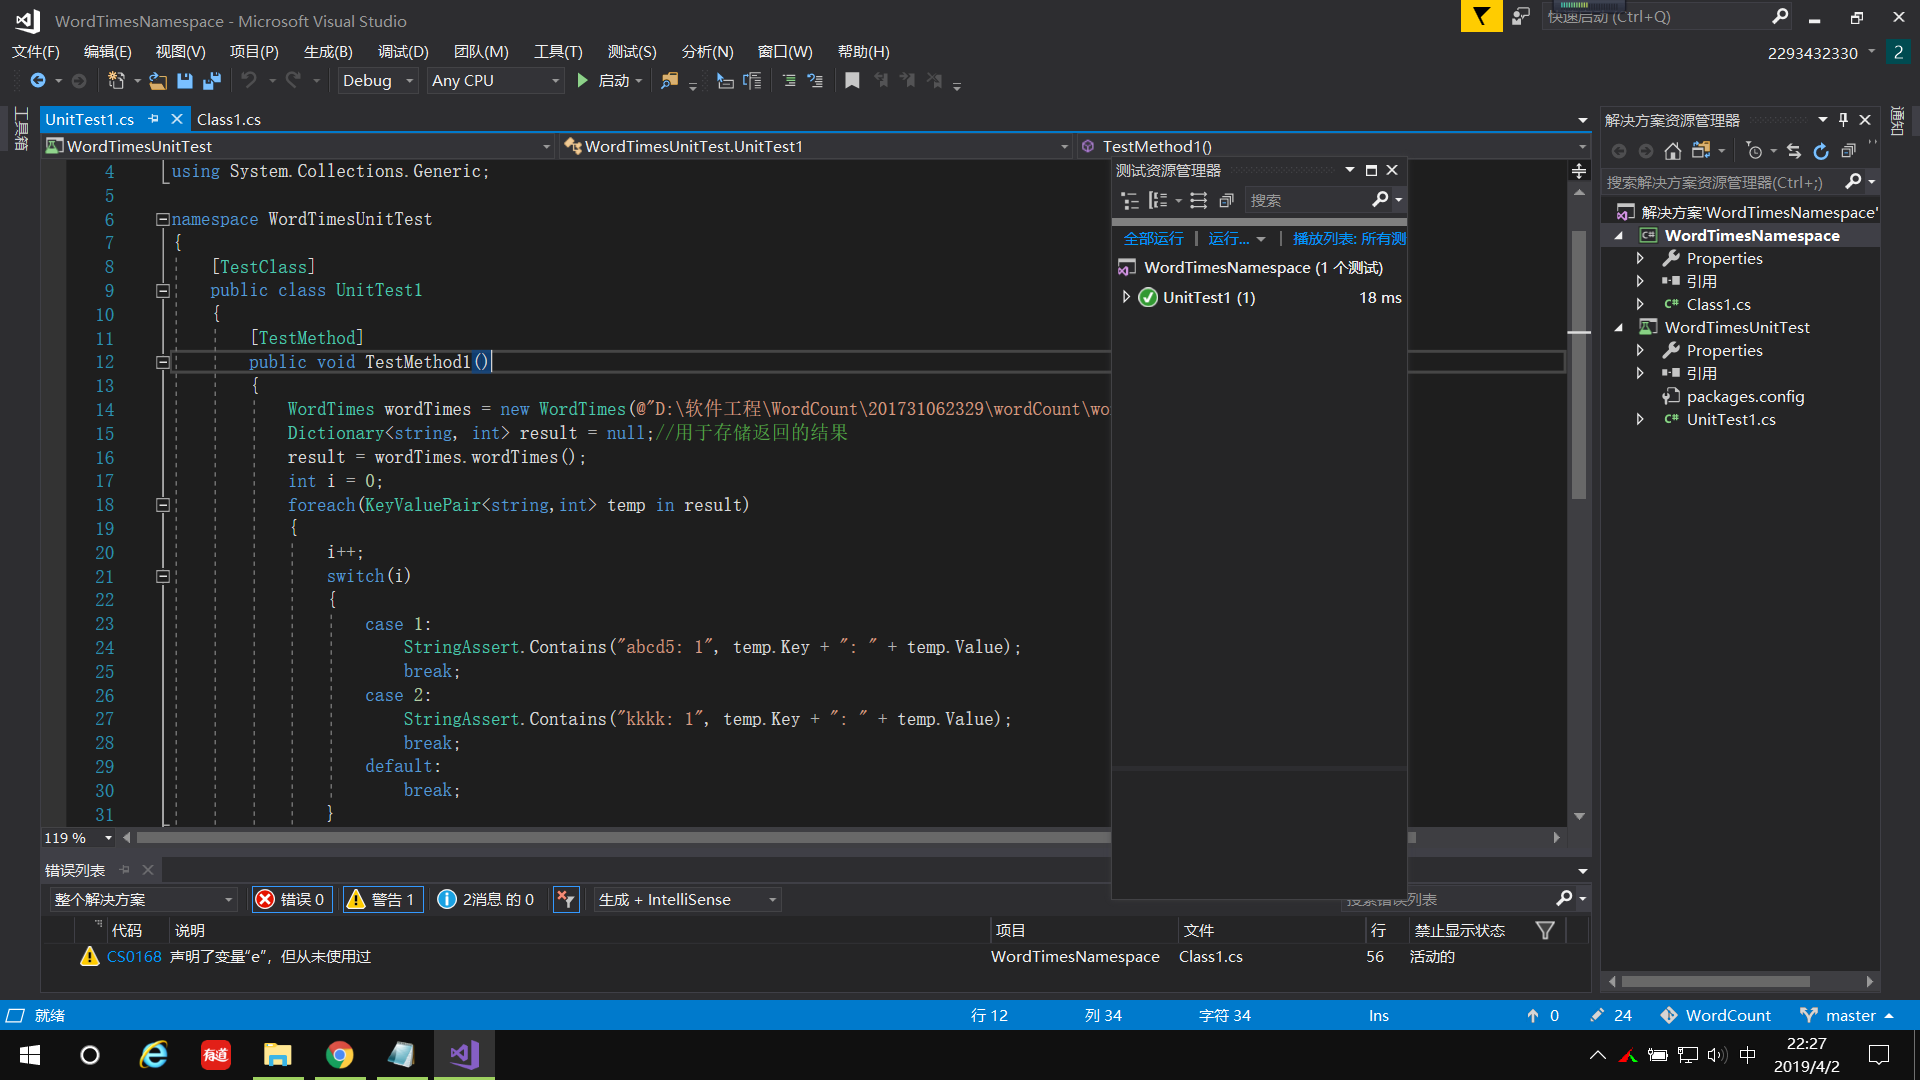 WordTimesNamespace - Microsoft Visual Studio
快速启动 (Ctrl+Q)
文件(F) 编辑(E) 视图(V) 项目(P) 生成(B) 调试(D) 团队(M) 工具(T) 测试(S) 分析(N) 窗口(W) 帮助(H)
2293432330 2
Debug Any CPU 启动
工具箱
UnitTest1.cs Class1.cs
WordTimesUnitTest WordTimesUnitTest.UnitTest1 TestMethod1()
4 using System.Collections.Generic;
5
6 namespace WordTimesUnitTest
7 {
8 [TestClass]
9 public class UnitTest1
10 {
11 [TestMethod]
12 public void TestMethod1()
13 {
14 WordTimes wordTimes = new WordTimes(@"D:\软件工程\WordCount\201731062329\wordCount\wo
15 Dictionary<string, int> result = null;//用于存储返回的结果
16 result = wordTimes.wordTimes();
17 int i = 0;
18 foreach(KeyValuePair<string,int> temp in result)
19 {
20 i++;
21 switch(i)
22 {
23 case 1:
24 StringAssert.Contains("abcd5: 1", temp.Key + ": " + temp.Value);
25 break;
26 case 2:
27 StringAssert.Contains("kkkk: 1", temp.Key + ": " + temp.Value);
28 break;
29 default:
30 break;
31 }
119 %
测试资源管理器
搜索
全部运行 | 运行... | 播放列表: 所有测
WordTimesNamespace (1 个测试)
UnitTest1 (1) 18 ms
解决方案资源管理器
搜索解决方案资源管理器(Ctrl+;)
解决方案'WordTimesNamespace'
C# WordTimesNamespace
Properties
引用
C# Class1.cs
WordTimesUnitTest
Properties
引用
packages.config
C# UnitTest1.cs
通知
错误列表
整个解决方案 错误 0 警告 1 2消息 的 0 生成 + IntelliSense 搜索错误列表
代码 说明 项目 文件 行 禁止显示状态
CS0168 声明了变量"e"，但从未使用过 WordTimesNamespace Class1.cs 56 活动的
就绪 行 12 列 34 字符 34 Ins 0 24 WordCount master
有道
中
22:27
2019/4/2